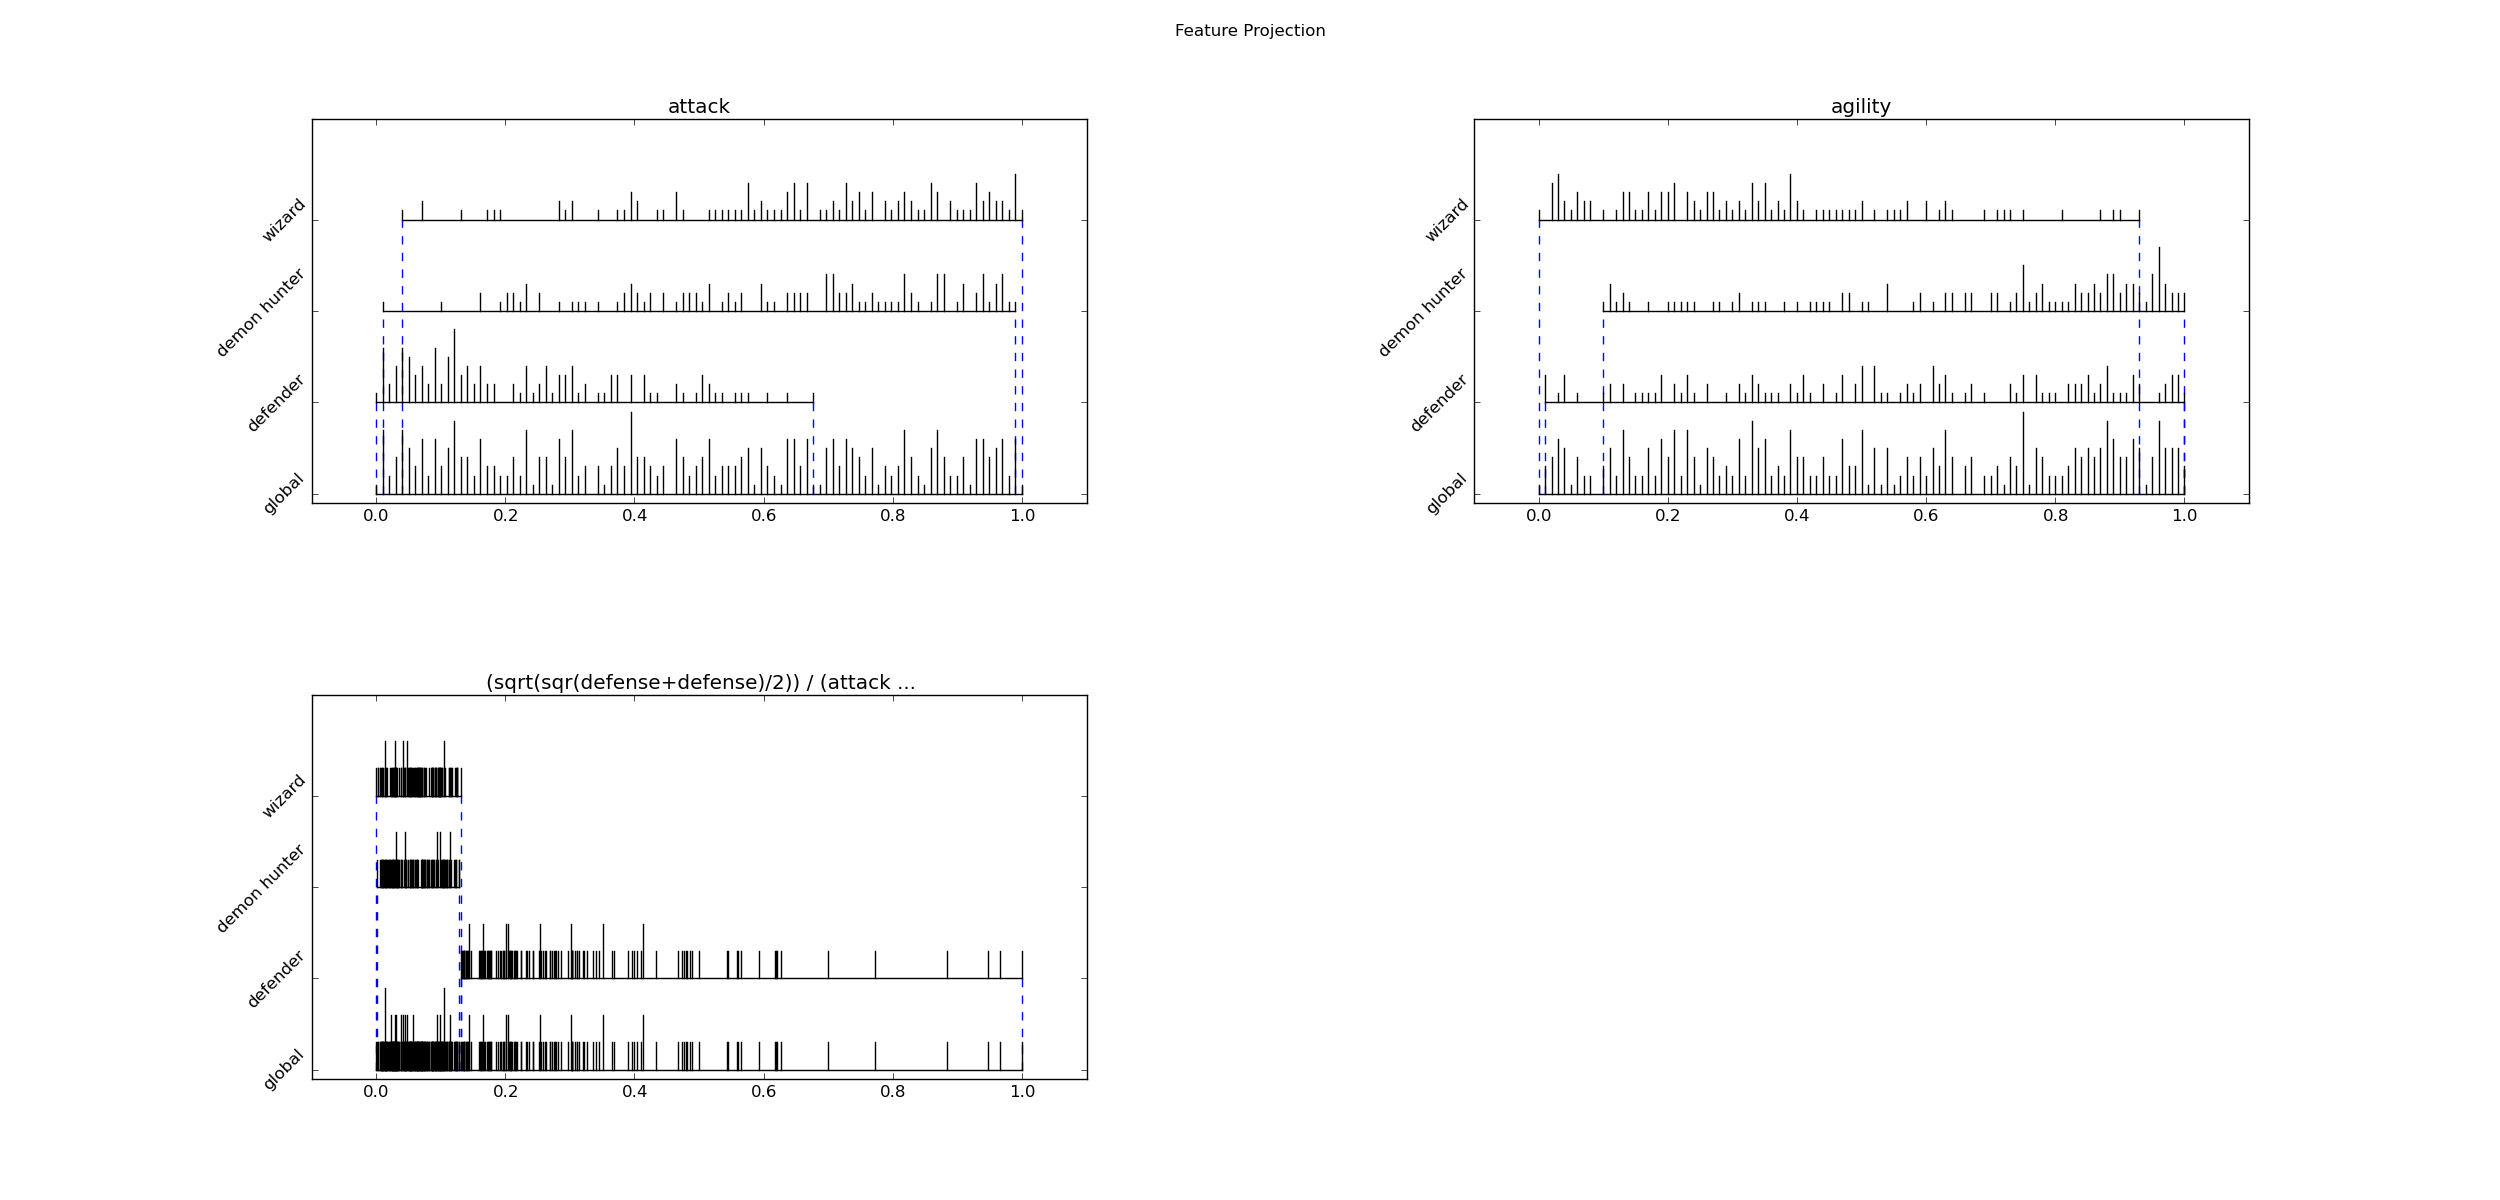 Feature Projection
attack
wizard
demon hunter
defender
global
0.0 0.2 0.4 0.6 0.8 1.0
agility
wizard
demon hunter
defender
global
0.0 0.2 0.4 0.6 0.8 1.0
(sqrt(sqr(defense+defense)/2)) / (attack ...
wizard
demon hunter
defender
global
0.0 0.2 0.4 0.6 0.8 1.0